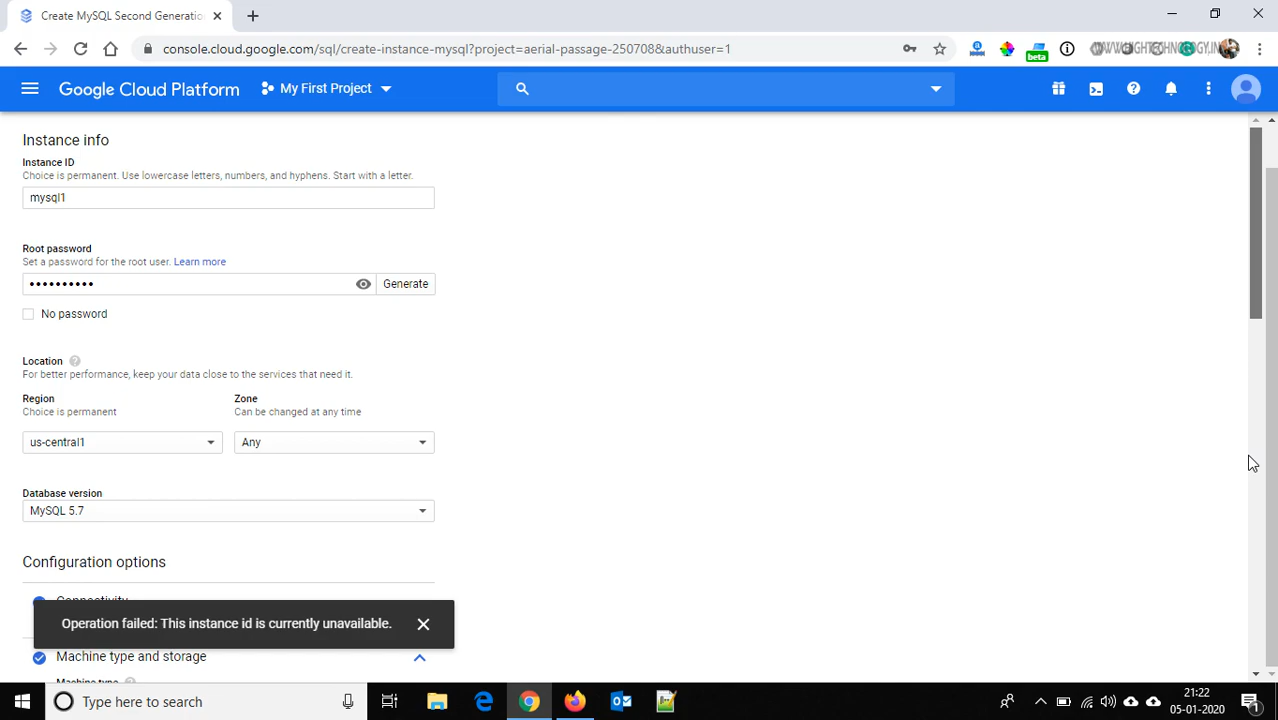 Create MySQL Second Generatio
console.cloud.google.com/sql/create-instance-mysql?project=aerial-passage-250708&authuser=1
beta
Google Cloud Platform
My First Project
Instance info
Instance ID
Choice is permanent. Use lowercase letters, numbers, and hyphens. Start with a letter.
mysql1
Root password
Set a password for the root user. Learn more
••••••••••
Generate
No password
Location
For better performance, keep your data close to the services that need it.
Region
Zone
Choice is permanent
Can be changed at any time
us-central1
Any
Database version
MySQL 5.7
Configuration options
Connectivity
Operation failed: This instance id is currently unavailable.
Machine type and storage
Machine type
Type here to search
21:22
05-01-2020